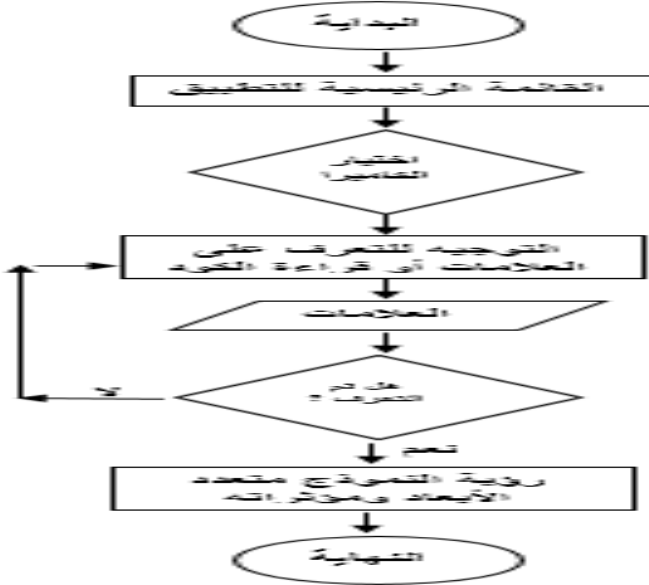 البداية
القائمة الرئيسية للتطبيق
اختيار
الكاميرا
التوجيه للتعرف على
العلامات أو قراءة الكود
العلامات
هل تم
التعرف ؟
لا
نعم
رؤية النموذج متعدد
الأبعاد ومؤثراته
النهاية